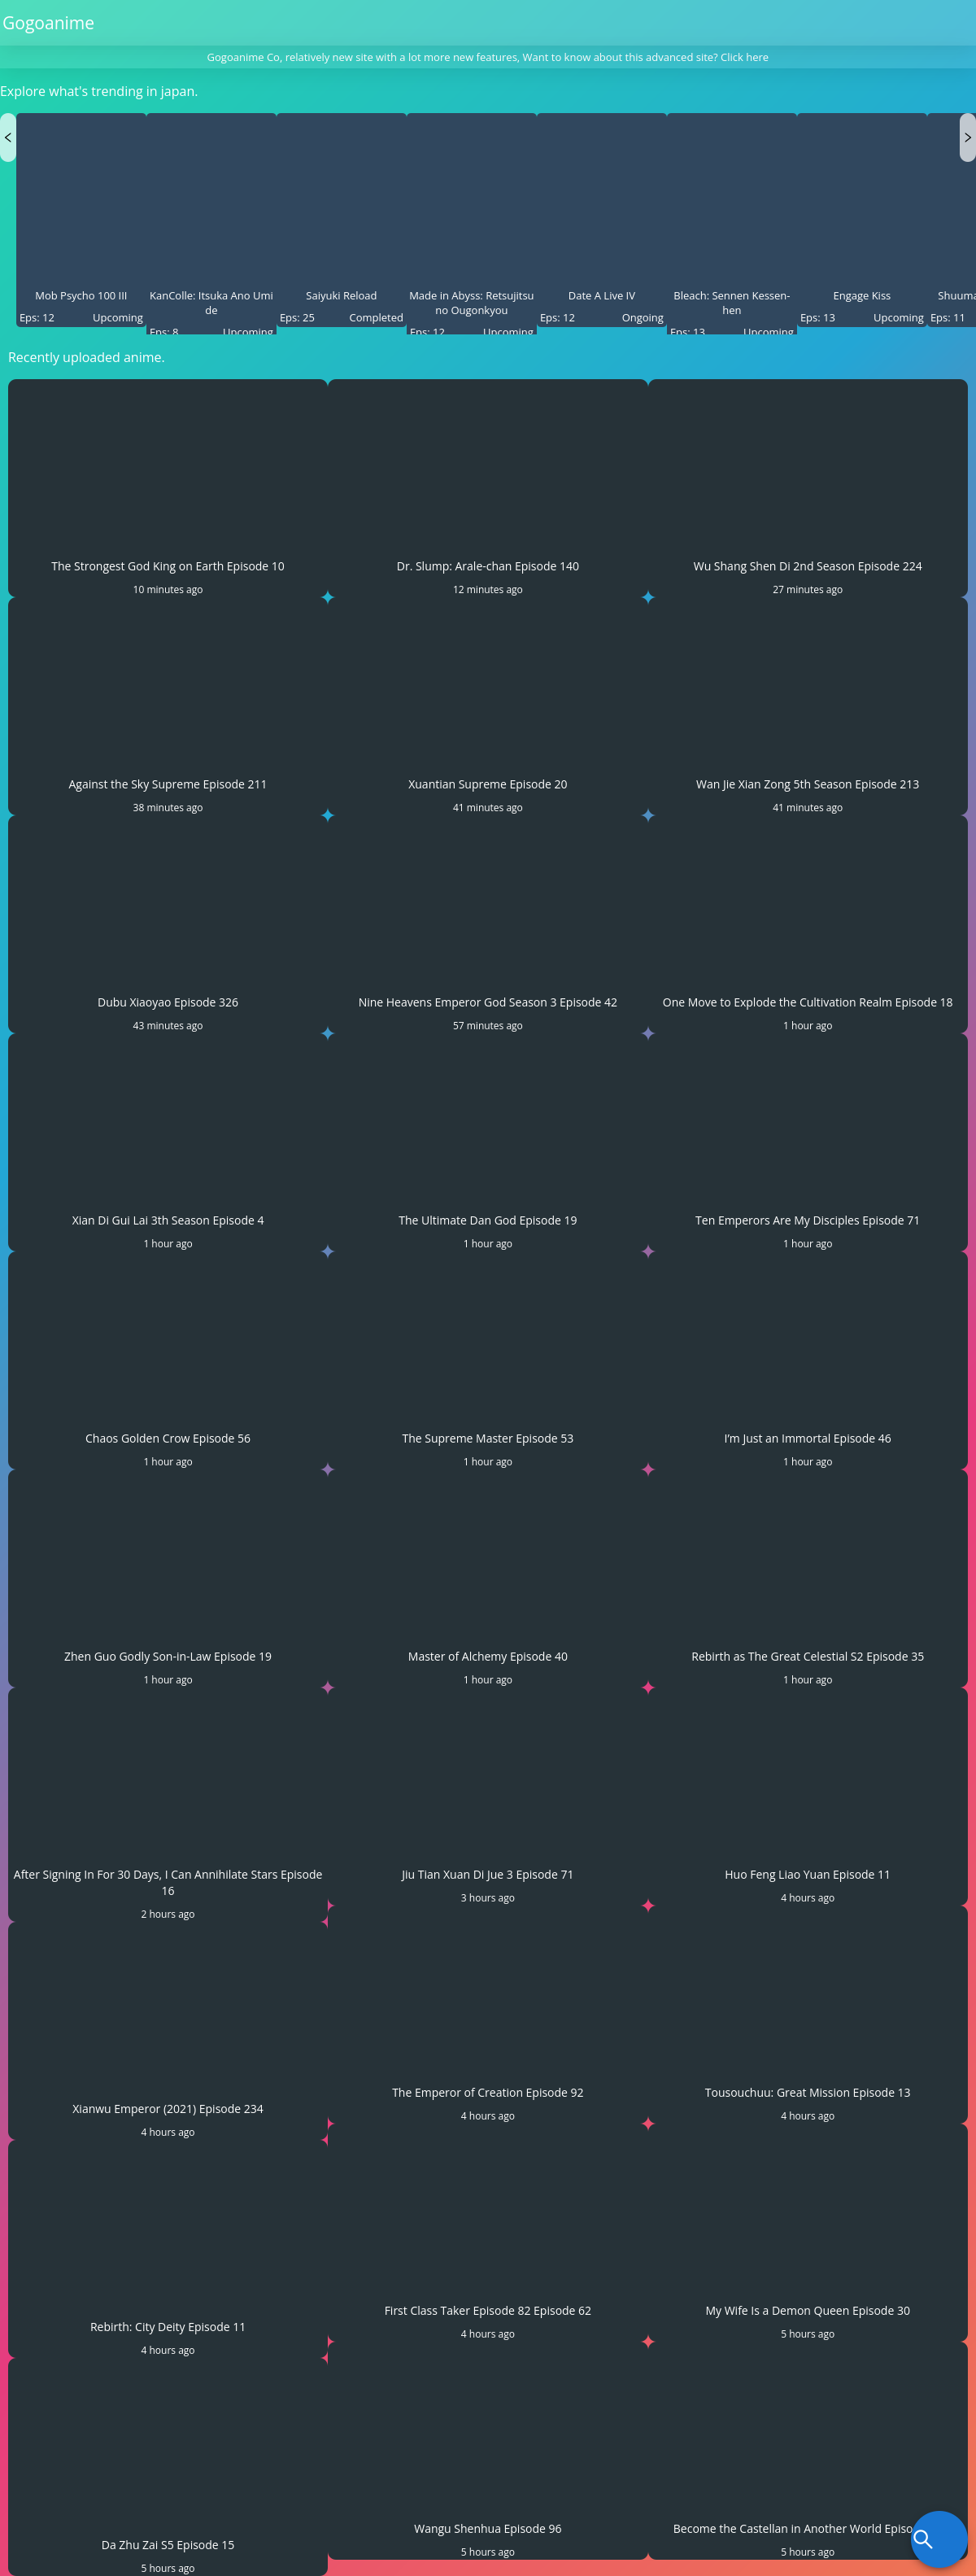 Gogoanime
Gogoanime Co, relatively new site with a lot more new features, Want to know about this advanced site? Click here
Explore what's trending in japan.
Mob Psycho 100 III
Eps: 12 Upcoming
KanColle: Itsuka Ano Umi
de
Eps: 8 Upcoming
Saiyuki Reload
Eps: 25 Completed
Made in Abyss: Retsujitsu
no Ougonkyou
Eps: 12 Upcoming
Date A Live IV
Eps: 12 Ongoing
Bleach: Sennen Kessen-
hen
Eps: 13 Upcoming
Engage Kiss
Eps: 13 Upcoming
Eps: 11
Recently uploaded anime.
The Strongest God King on Earth Episode 10
10 minutes ago
Dr. Slump: Arale-chan Episode 140
12 minutes ago
Wu Shang Shen Di 2nd Season Episode 224
27 minutes ago
Against the Sky Supreme Episode 211
38 minutes ago
Xuantian Supreme Episode 20
41 minutes ago
Wan Jie Xian Zong 5th Season Episode 213
41 minutes ago
Dubu Xiaoyao Episode 326
43 minutes ago
Nine Heavens Emperor God Season 3 Episode 42
57 minutes ago
One Move to Explode the Cultivation Realm Episode 18
1 hour ago
Xian Di Gui Lai 3th Season Episode 4
1 hour ago
The Ultimate Dan God Episode 19
1 hour ago
Ten Emperors Are My Disciples Episode 71
1 hour ago
Chaos Golden Crow Episode 56
1 hour ago
The Supreme Master Episode 53
1 hour ago
I'm Just an Immortal Episode 46
1 hour ago
Zhen Guo Godly Son-in-Law Episode 19
1 hour ago
Master of Alchemy Episode 40
1 hour ago
Rebirth as The Great Celestial S2 Episode 35
1 hour ago
After Signing In For 30 Days, I Can Annihilate Stars Episode
16
2 hours ago
Jiu Tian Xuan Di Jue 3 Episode 71
3 hours ago
Huo Feng Liao Yuan Episode 11
4 hours ago
Xianwu Emperor (2021) Episode 234
4 hours ago
The Emperor of Creation Episode 92
4 hours ago
Tousouchuu: Great Mission Episode 13
4 hours ago
Rebirth: City Deity Episode 11
4 hours ago
First Class Taker Episode 82 Episode 62
4 hours ago
My Wife Is a Demon Queen Episode 30
5 hours ago
Da Zhu Zai S5 Episode 15
5 hours ago
Wangu Shenhua Episode 96
5 hours ago
Become the Castellan in Another World
5 hours ago